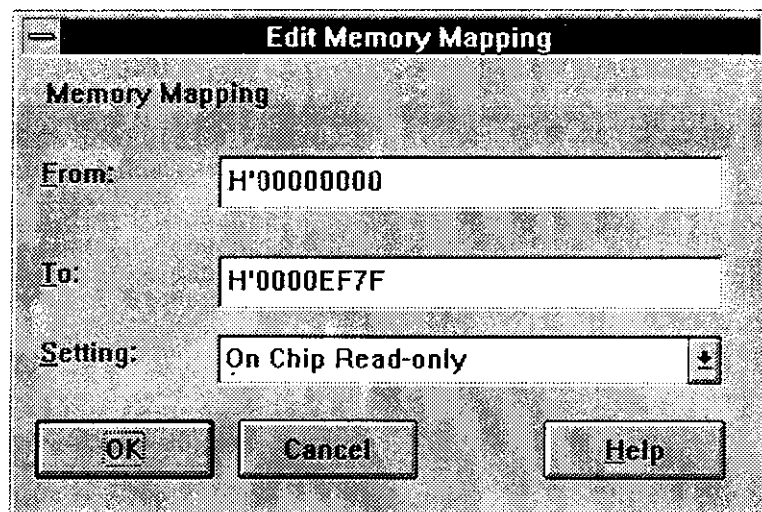 Edit Memory Mapping
Memory Mapping
From: H'00000000
To: H'0000EF7F
Setting: On Chip Read-only
OK Cancel Help